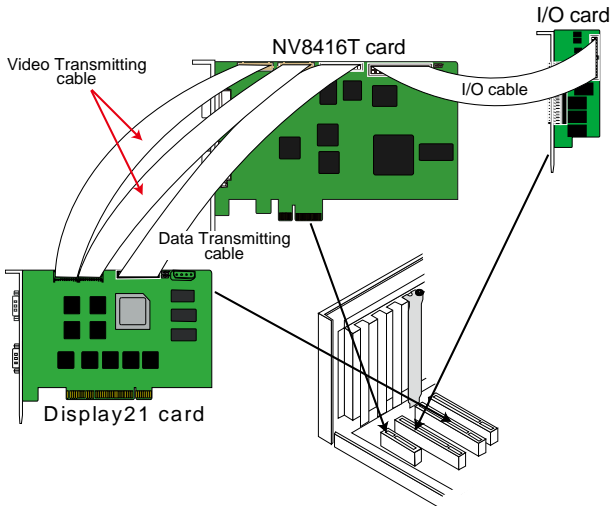 I/O card
NV8416T card
Video Transmitting
cable
I/O cable
Data Transmitting
cable
Display21 card